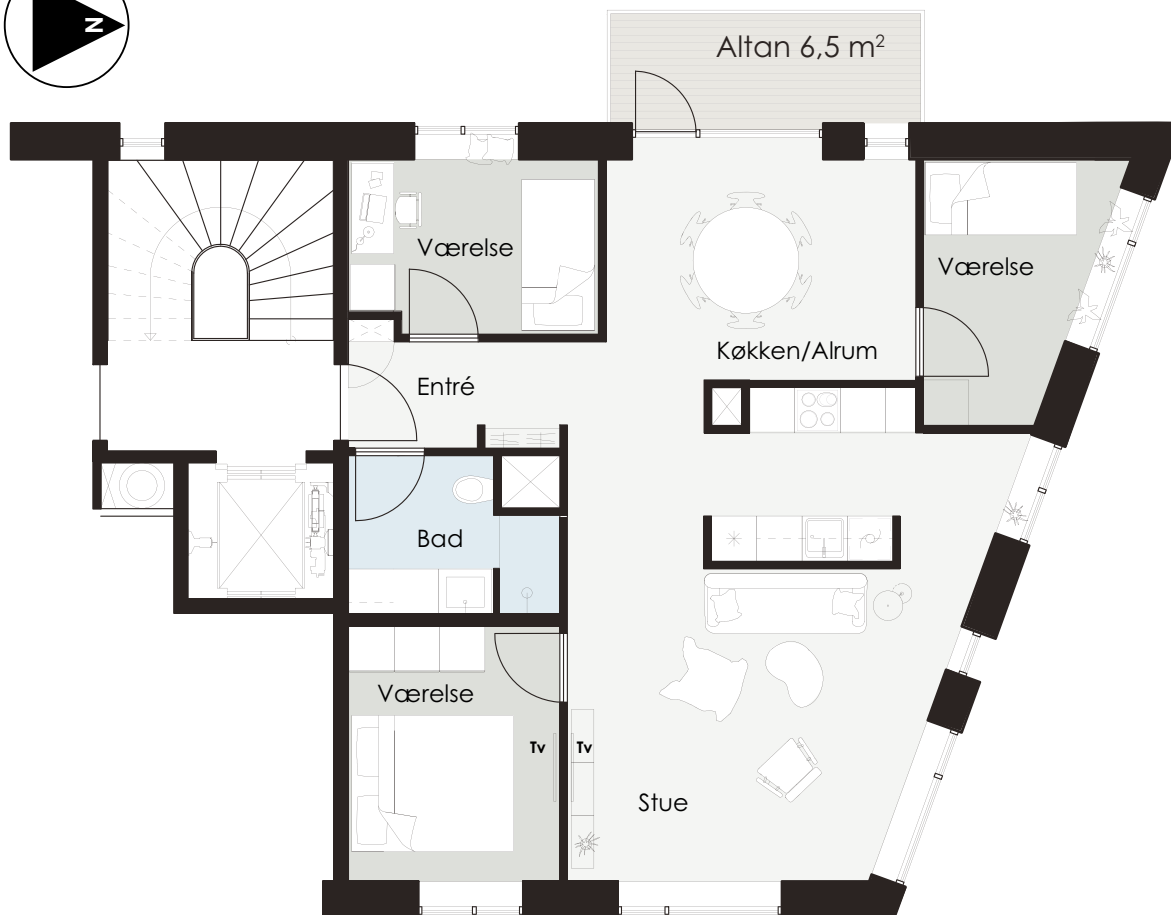 N
Altan 6,5 m²
Værelse
Værelse
Køkken/Alrum
Entré
Bad
Værelse
Tv
Tv
Stue